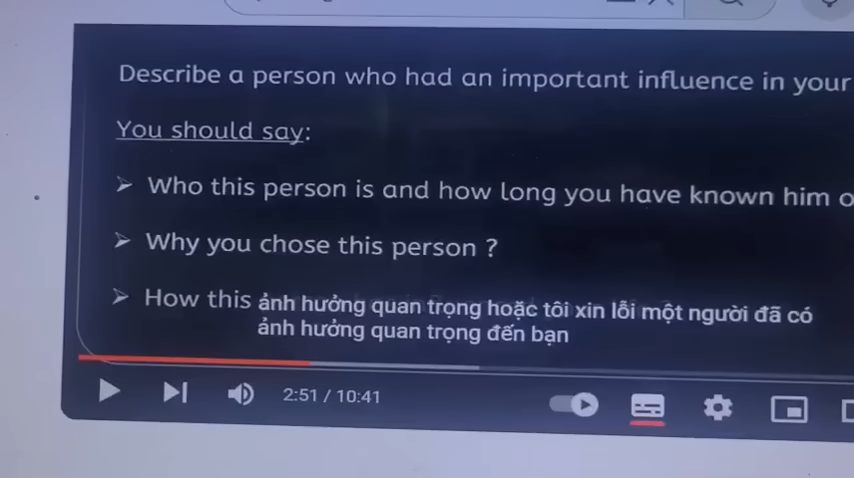 Describe a person who had an important influence in your
You should say:
➢ Who this person is and how long you have known him
➢ Why you chose this person ?
➢ How this
ảnh hưởng quan trọng hoặc tôi xin lỗi một người đã có
ảnh hưởng quan trọng đến bạn
2:51 / 10:41